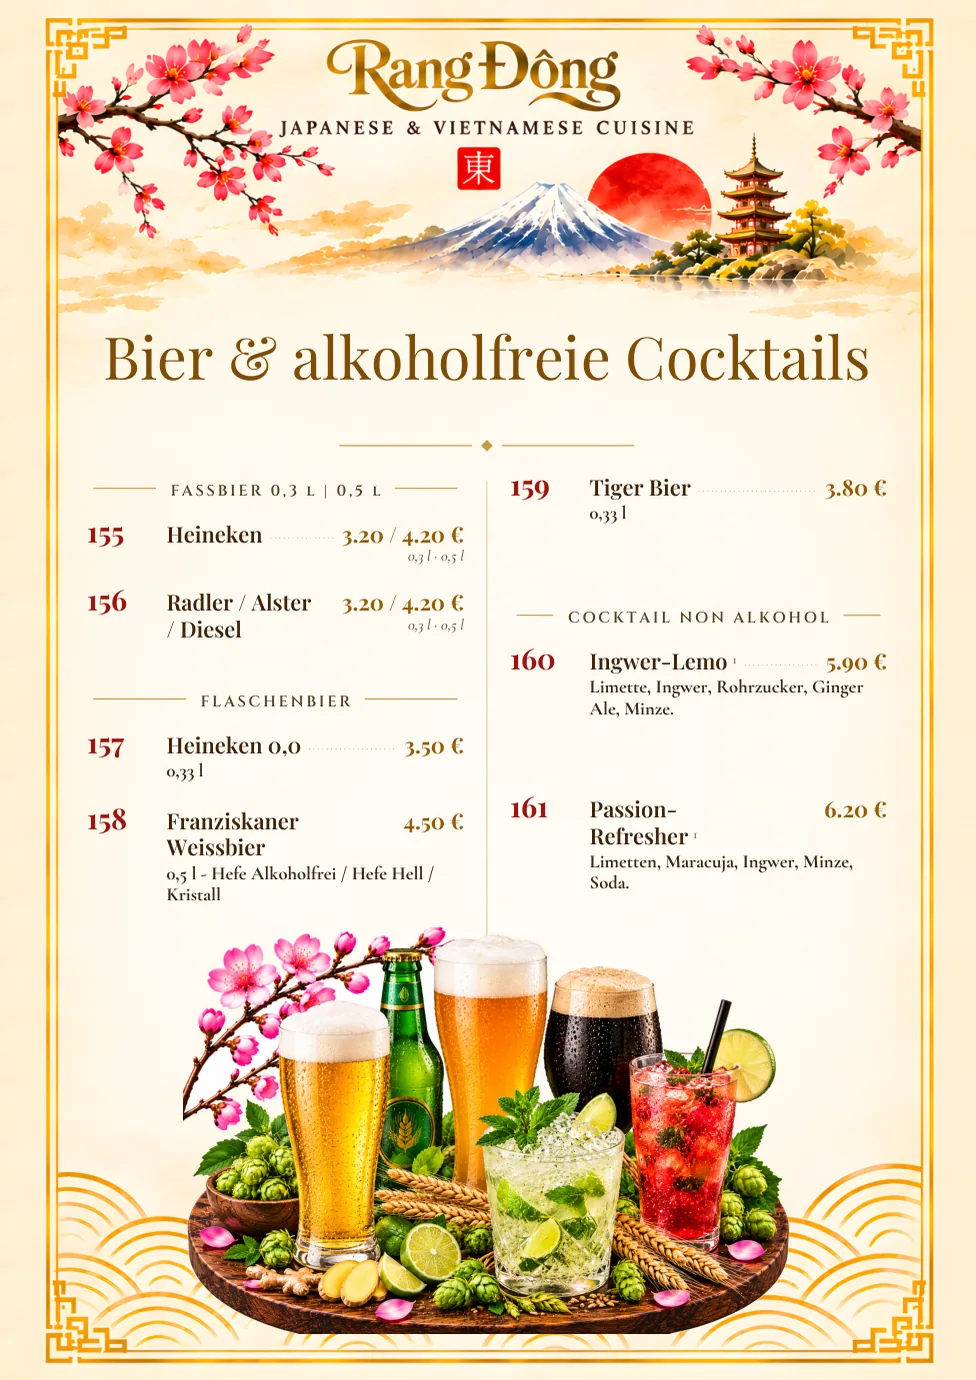 Rang Đông
JAPANESE & VIETNAMESE CUISINE
東
Bier & alkoholfreie Cocktails
FASSBIER 0,3 L | 0,5 L
155 Heineken 3.20 / 4.20 €
0,3 l · 0,5 l
156 Radler / Alster 3.20 / 4.20 €
/ Diesel 0,3 l · 0,5 l
FLASCHENBIER
157 Heineken 0,0 3.50 €
0,33 l
158 Franziskaner 4.50 €
Weissbier
0,5 l - Hefe Alkoholfrei / Hefe Hell /
Kristall
159 Tiger Bier 3.80 €
0,33 l
COCKTAIL NON ALKOHOL
160 Ingwer-Lemo ¹ 5.90 €
Limette, Ingwer, Rohrzucker, Ginger
Ale, Minze.
161 Passion- 6.20 €
Refresher ¹
Limetten, Maracuja, Ingwer, Minze,
Soda.